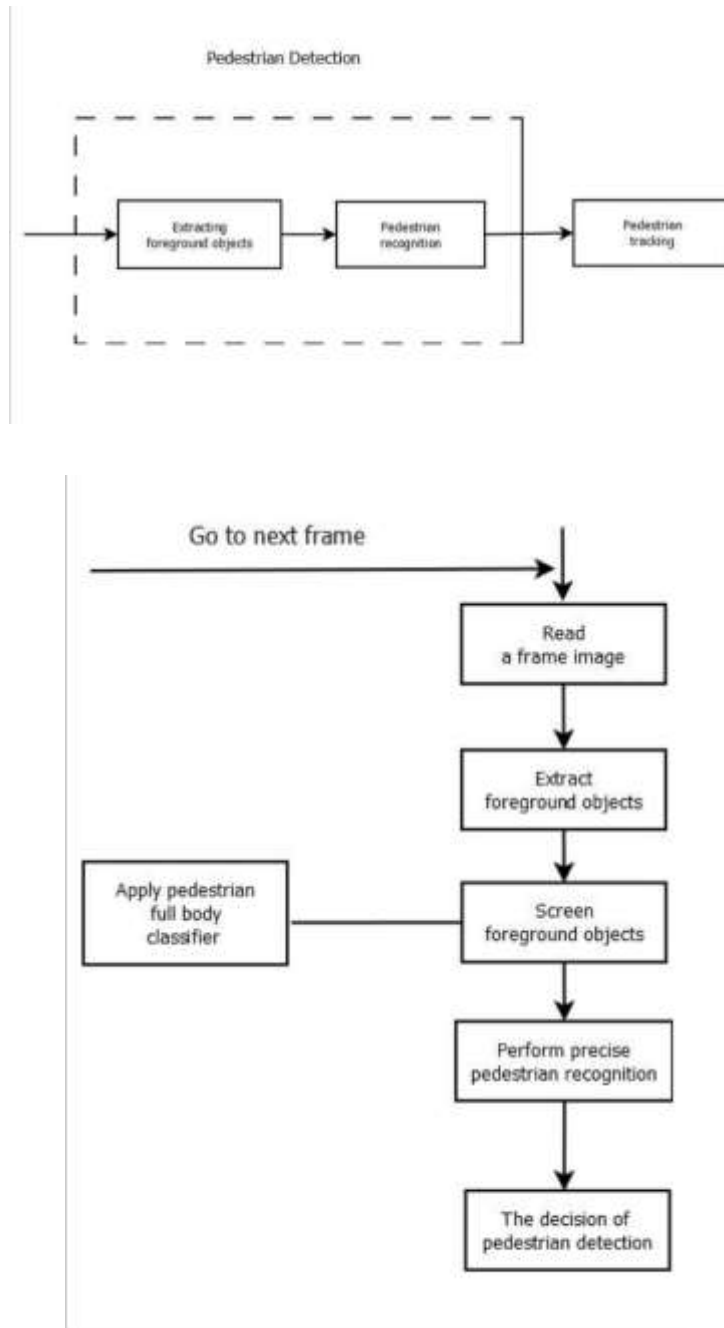 Pedestrian Detection
Extracting
foreground objects
Pedestrian
recognition
Pedestrian
tracking
Go to next frame
Read
a frame image
Extract
foreground objects
Apply pedestrian
full body
classifier
Screen
foreground objects
Perform precise
pedestrian recognition
The decision of
pedestrian detection